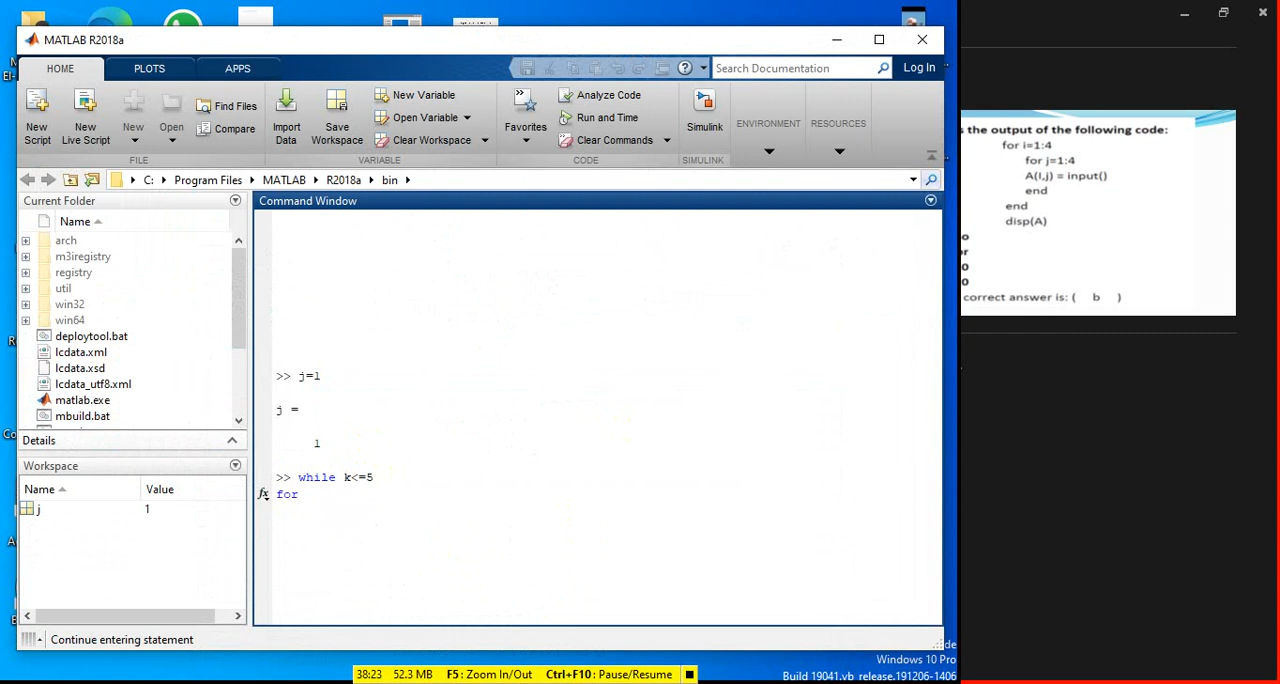 MATLAB R2018a
HOME
PLOTS
APPS
Search Documentation
Log In
New Script
New Live Script
New
Open
Find Files
Compare
Import Data
Save Workspace
New Variable
Open Variable
Clear Workspace
Favorites
Analyze Code
Run and Time
Clear Commands
Simulink
ENVIRONMENT
RESOURCES
FILE
VARIABLE
CODE
SIMULINK
C:
Program Files
MATLAB
R2018a
bin
Current Folder
Name
arch
m3iregistry
registry
util
win32
win64
deploytool.bat
lcdata.xml
lcdata.xsd
lcdata_utf8.xml
matlab.exe
mbuild.bat
Details
Workspace
Name
Value
j
1
Command Window
>> j=1
j =
1
>> while k<=5
fx for
Continue entering statement
s the output of the following code:
for i=1:4
for j=1:4
A(I,j) = input()
end
end
disp(A)
o
or
0
0
correct answer is: ( b )
Windows 10 Pro
Build 19041.vb_release.191206-1406
38:23
52.3 MB
F5: Zoom In/Out
Ctrl+F10: Pause/Resume